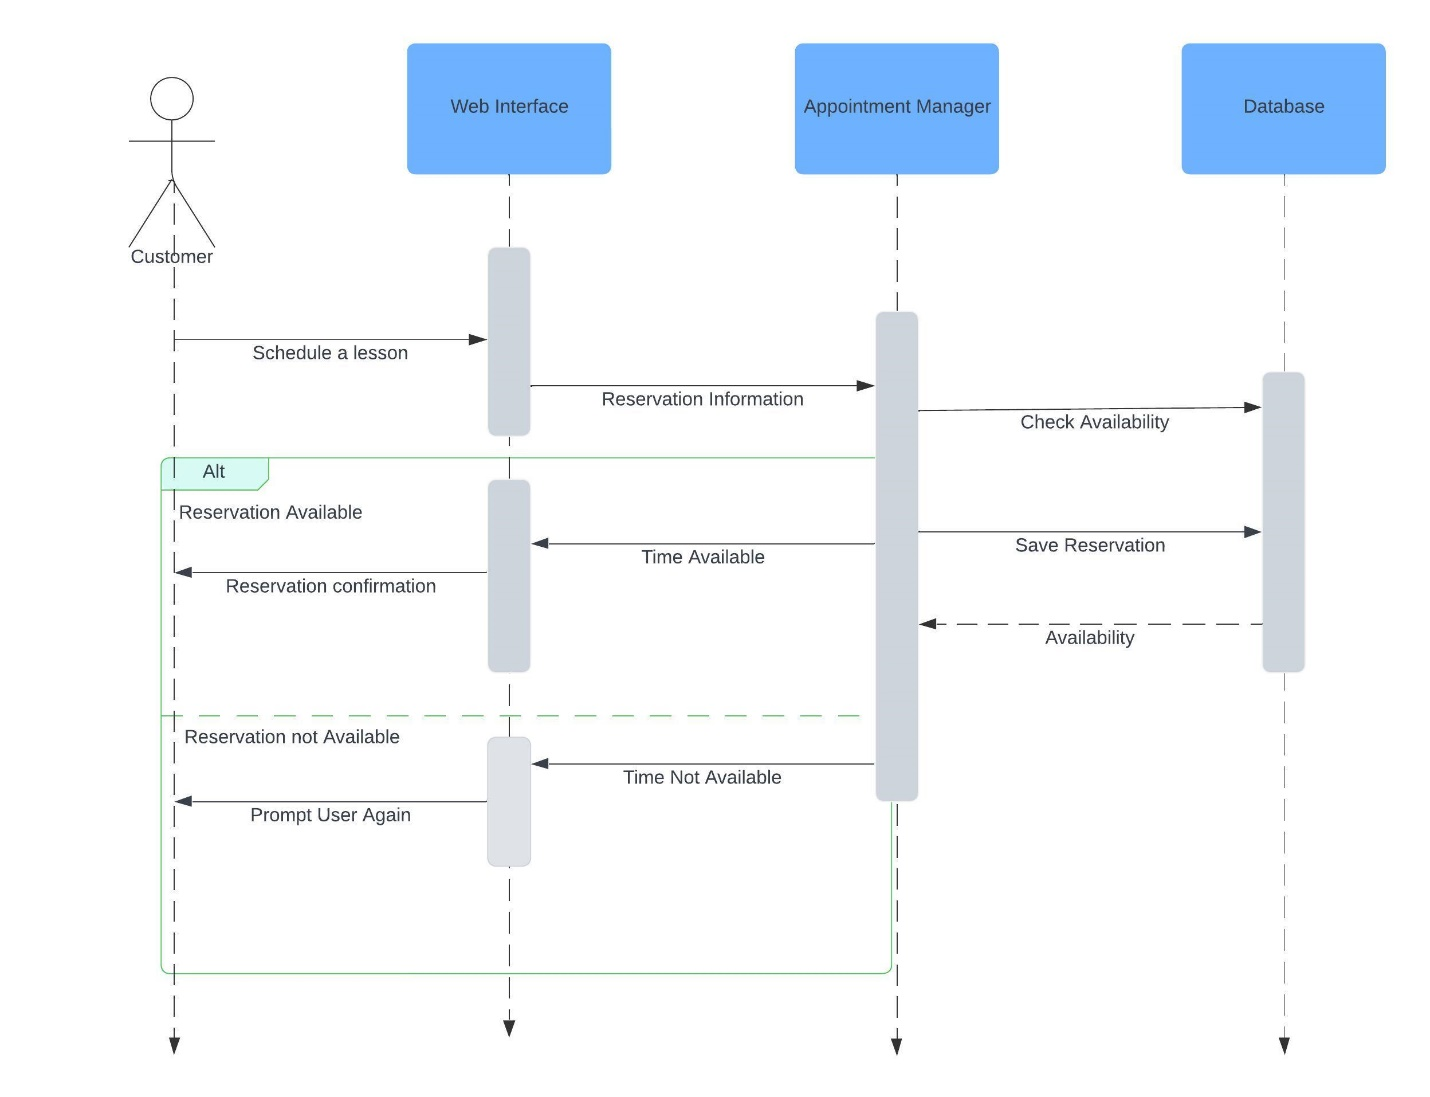 Web Interface
Appointment Manager
Database
Customer
Schedule a lesson
Reservation Information
Check Availability
Alt
Reservation Available
Save Reservation
Time Available
Reservation confirmation
Availability
Reservation not Available
Time Not Available
Prompt User Again